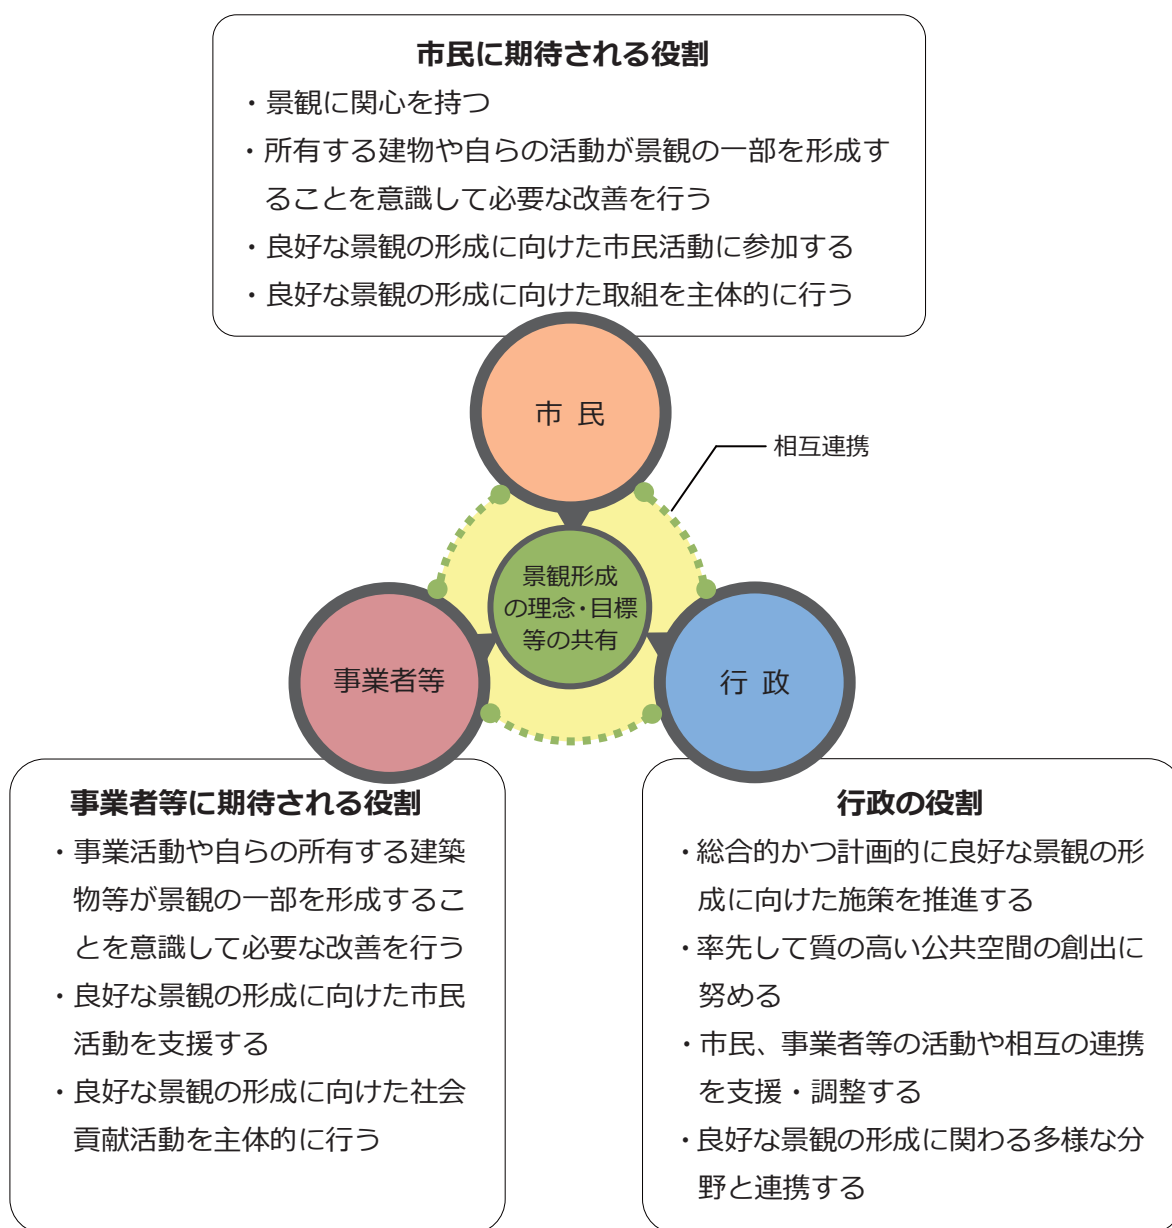 市民に期待される役割
・景観に関心を持つ
・所有する建物や自らの活動が景観の一部を形成す
ることを意識して必要な改善を行う
・良好な景観の形成に向けた市民活動に参加する
・良好な景観の形成に向けた取組を主体的に行う
市 民
相互連携
景観形成
の理念・目標
等の共有
事業者等
行 政
事業者等に期待される役割
・事業活動や自らの所有する建築
物等が景観の一部を形成するこ
とを意識して必要な改善を行う
・良好な景観の形成に向けた市民
活動を支援する
・良好な景観の形成に向けた社会
貢献活動を主体的に行う
行政の役割
・総合的かつ計画的に良好な景観の形
成に向けた施策を推進する
・率先して質の高い公共空間の創出に
努める
・市民、事業者等の活動や相互の連携
を支援・調整する
・良好な景観の形成に関わる多様な分
野と連携する